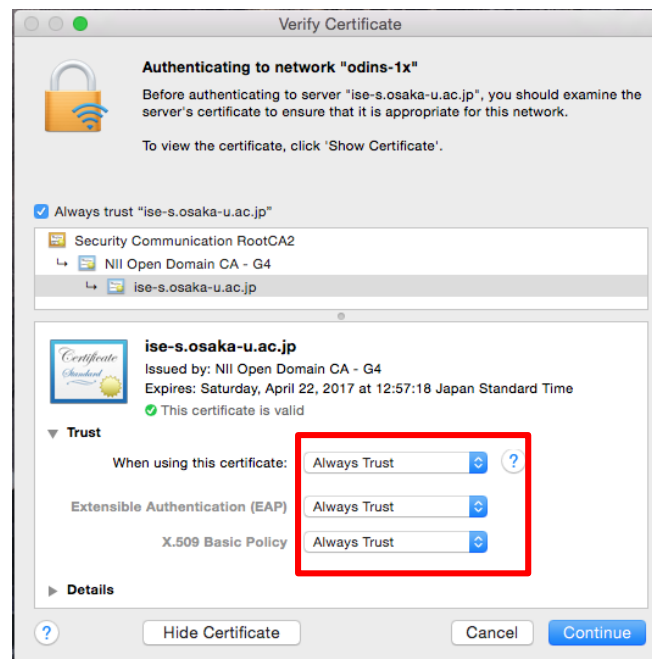 Verify Certificate
Authenticating to network "odins-1x"
Before authenticating to server "ise-s.osaka-u.ac.jp", you should examine the
server's certificate to ensure that it is appropriate for this network.
To view the certificate, click 'Show Certificate'.
Always trust “ise-s.osaka-u.ac.jp”
Security Communication RootCA2
NII Open Domain CA - G4
ise-s.osaka-u.ac.jp
Certificate
Standard
ise-s.osaka-u.ac.jp
Issued by: NII Open Domain CA - G4
Expires: Saturday, April 22, 2017 at 12:57:18 Japan Standard Time
This certificate is valid
Trust
When using this certificate: Always Trust ?
Extensible Authentication (EAP) Always Trust
X.509 Basic Policy Always Trust
Details
? Hide Certificate Cancel Continue